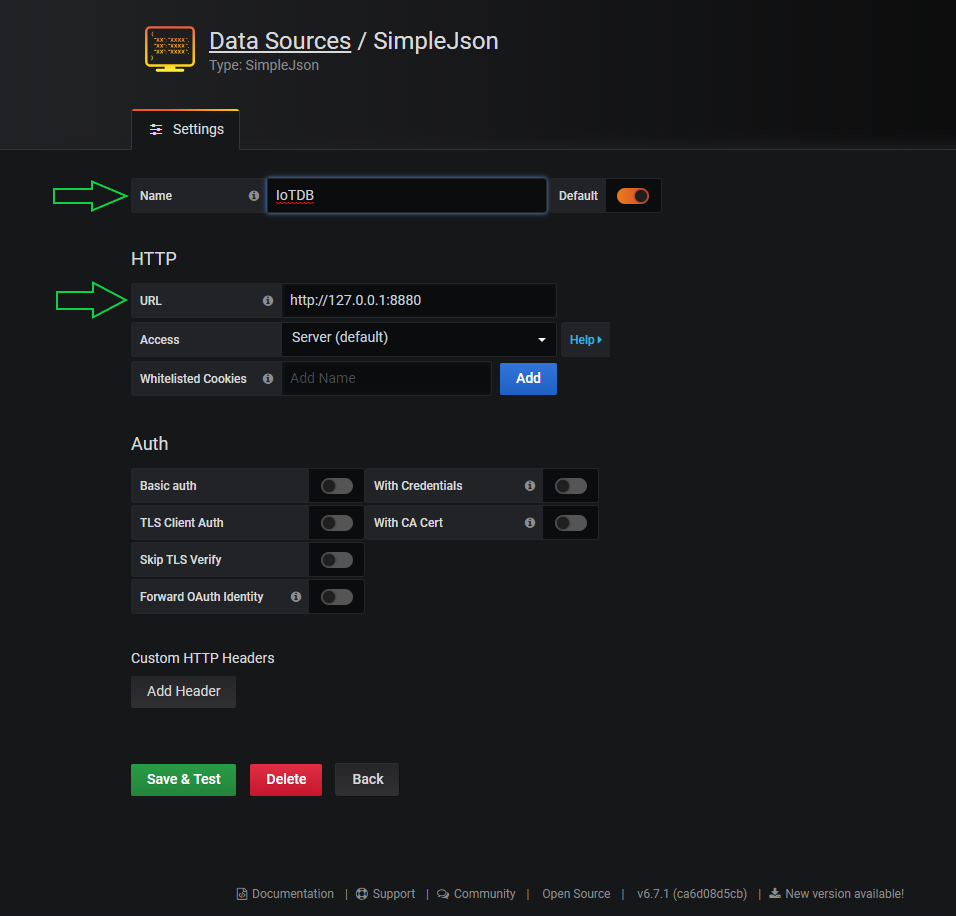 Data Sources / SimpleJson
Type: SimpleJson
Settings
Name IoTDB Default
HTTP
URL http://127.0.0.1:8880
Access Server (default) Help
Whitelisted Cookies Add Name Add
Auth
Basic auth With Credentials
TLS Client Auth With CA Cert
Skip TLS Verify
Forward OAuth Identity
Custom HTTP Headers
Add Header
Save & Test Delete Back
Documentation | Support | Community | Open Source | v6.7.1 (ca6d08d5cb) | New version available!